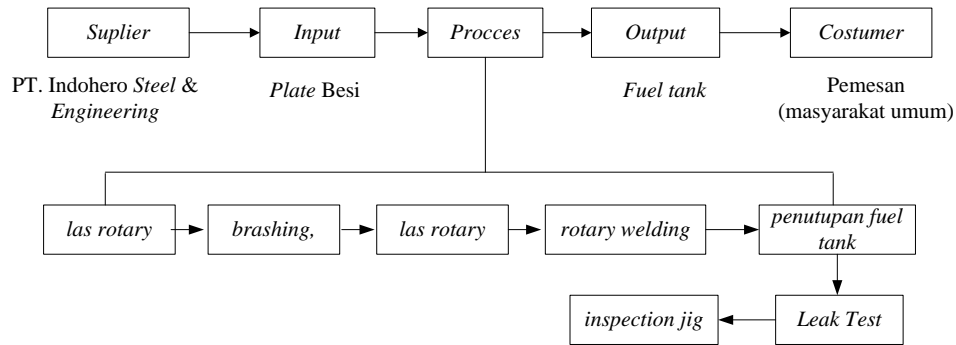 Suplier
Input
Procces
Output
Costumer
PT. Indohero Steel &
Engineering
Plate Besi
Fuel tank
Pemesan
(masyarakat umum)
las rotary
brashing,
las rotary
rotary welding
penutupan fuel
tank
inspection jig
Leak Test